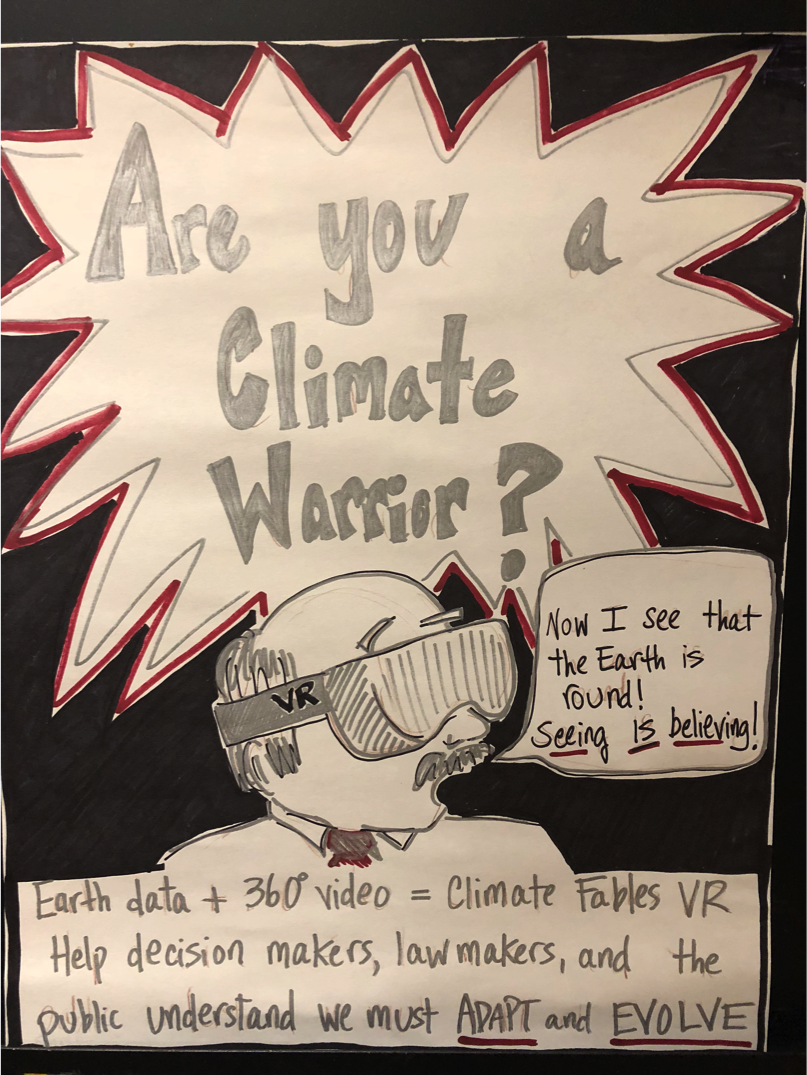 Are you a
Climate
Warrior?
VR
Now I see that
the Earth is
round!
Seeing IS believing!
Earth data + 360° video = Climate Fables VR
Help decision makers, lawmakers, and the
public understand we must ADAPT and EVOLVE